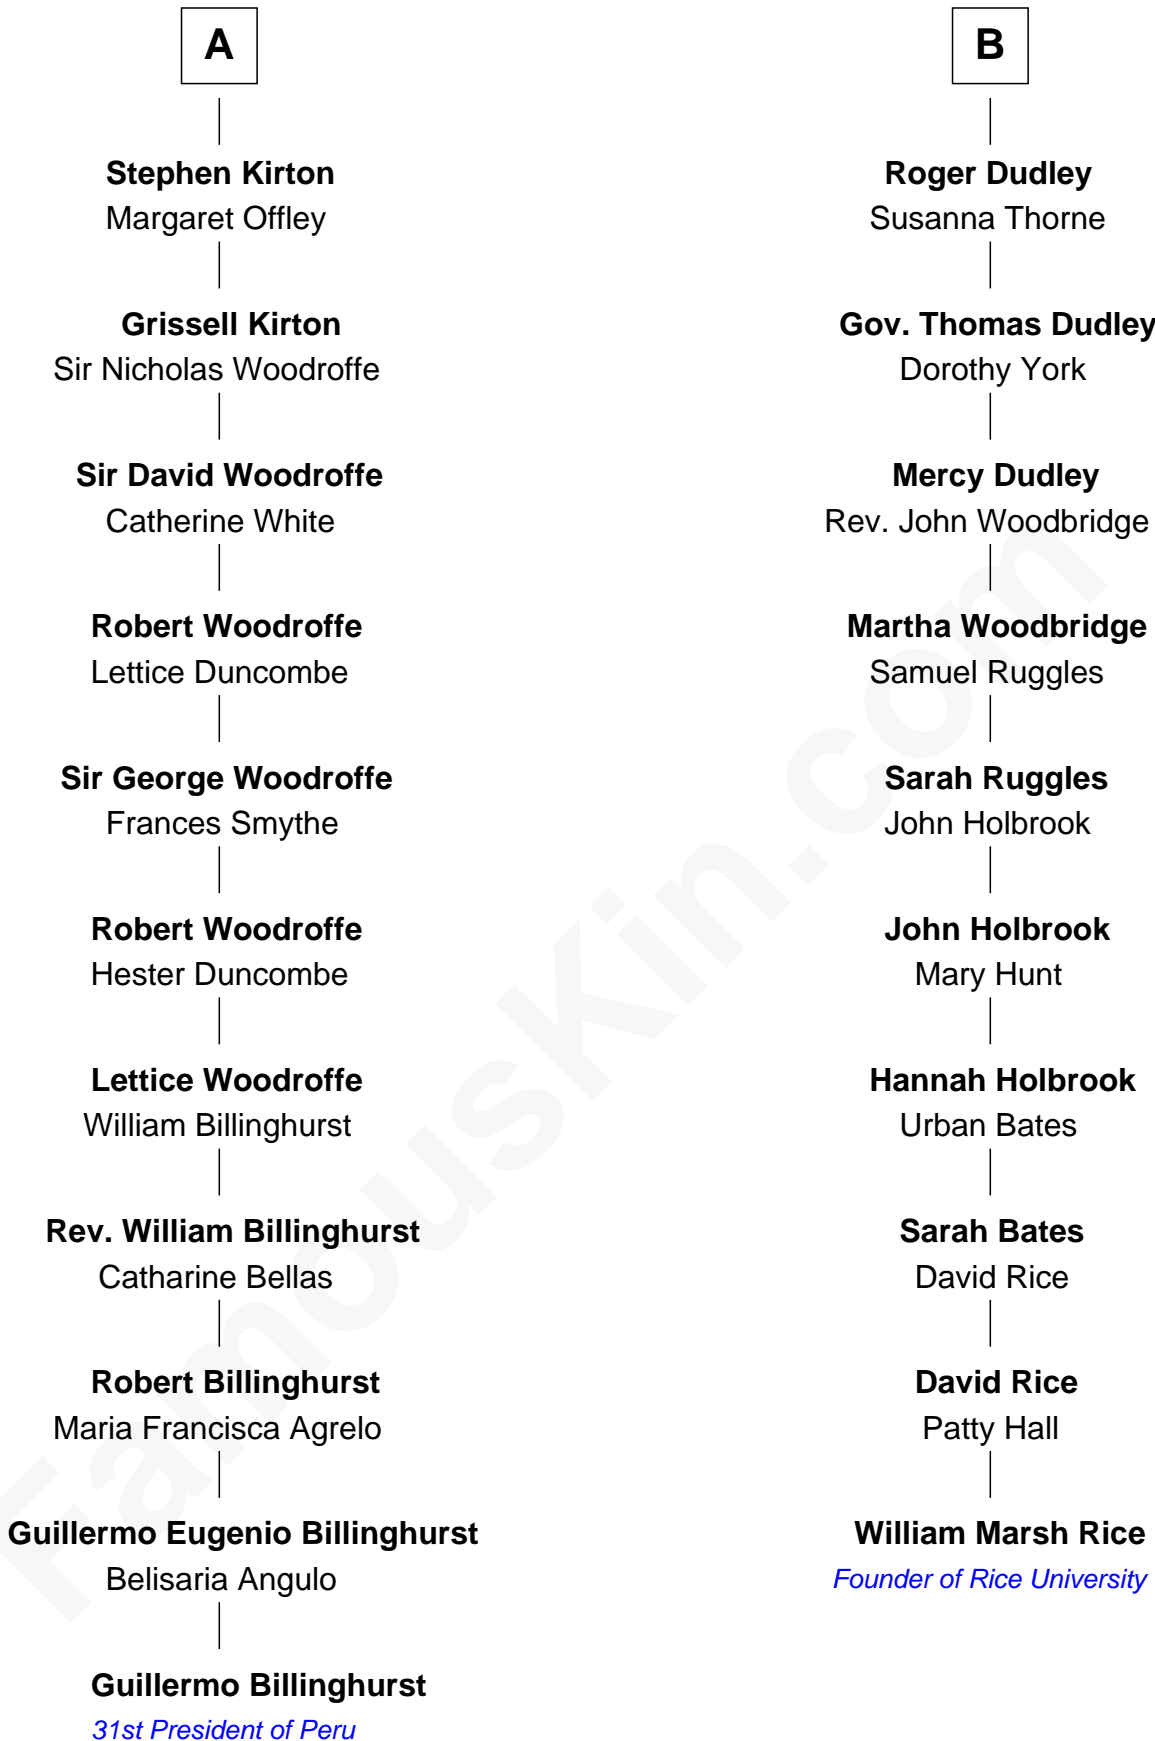 A
Stephen Kirton
Margaret Offley
Grissell Kirton
Sir Nicholas Woodroffe
Sir David Woodroffe
Catherine White
Robert Woodroffe
Lettice Duncombe
Sir George Woodroffe
Frances Smythe
Robert Woodroffe
Hester Duncombe
Lettice Woodroffe
William Billinghurst
Rev. William Billinghurst
Catharine Bellas
Robert Billinghurst
Maria Francisca Agrelo
Guillermo Eugenio Billinghurst
Belisaria Angulo
Guillermo Billinghurst
31st President of Peru
B
Roger Dudley
Susanna Thorne
Gov. Thomas Dudley
Dorothy York
Mercy Dudley
Rev. John Woodbridge
Martha Woodbridge
Samuel Ruggles
Sarah Ruggles
John Holbrook
John Holbrook
Mary Hunt
Hannah Holbrook
Urban Bates
Sarah Bates
David Rice
David Rice
Patty Hall
William Marsh Rice
Founder of Rice University
FamousKin.com